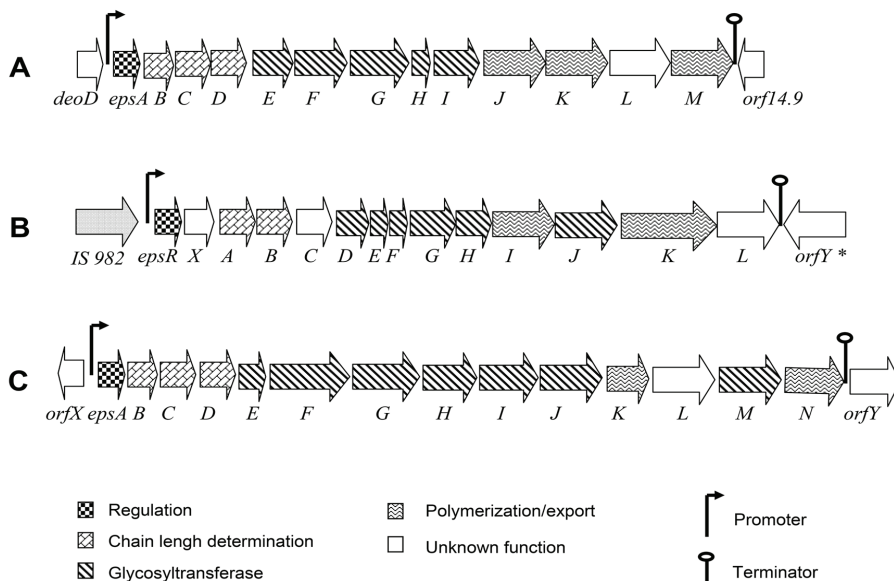 A
deoD epsA B C D E F G H I J K L M orf14.9
B
IS 982 epsR X A B C D E F G H I J K L orfY *
C
orfX epsA B C D E F G H I J K L M N orfY
Regulation
Chain lengh determination
Glycosyltransferase
Polymerization/export
Unknown function
Promoter
Terminator